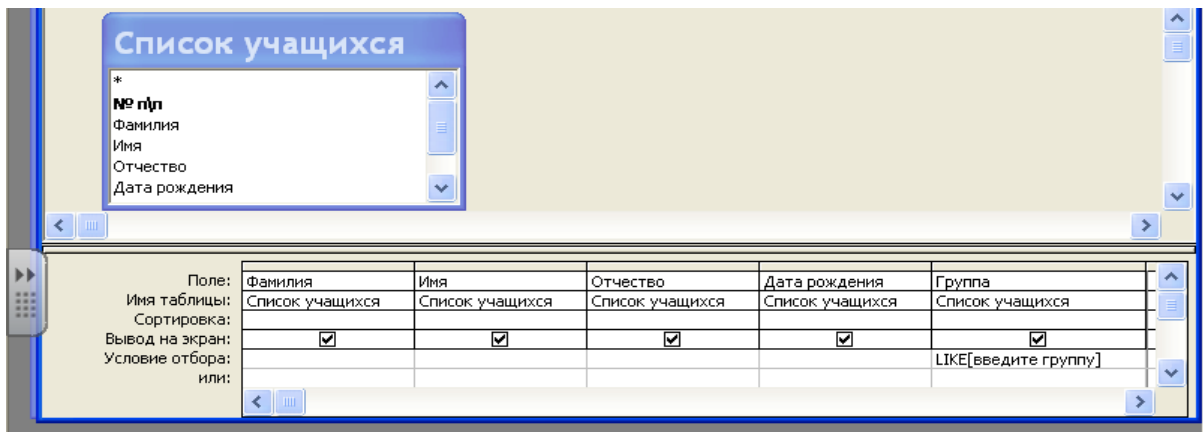 Список учащихся
*
№ п\п
Фамилия
Имя
Отчество
Дата рождения
Поле: Фамилия Имя Отчество Дата рождения Группа
Имя таблицы: Список учащихся Список учащихся Список учащихся Список учащихся Список учащихся
Сортировка:
Вывод на экран:
Условие отбора: LIKE[введите группу]
или: